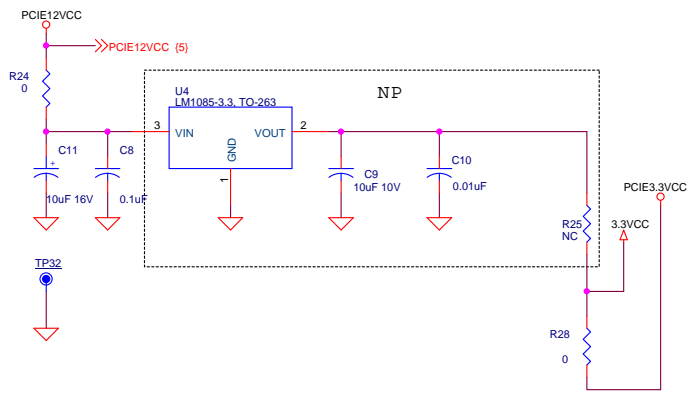 PCIE12VCC
PCIE12VCC {5}
R24
0
NP
U4
LM1085-3.3, TO-263
3
VIN
VOUT
2
GND
1
C11
+
10uF 16V
C8
0.1uF
C9
10uF 10V
C10
0.01uF
PCIE3.3VCC
R25
NC
3.3VCC
TP32
R28
0